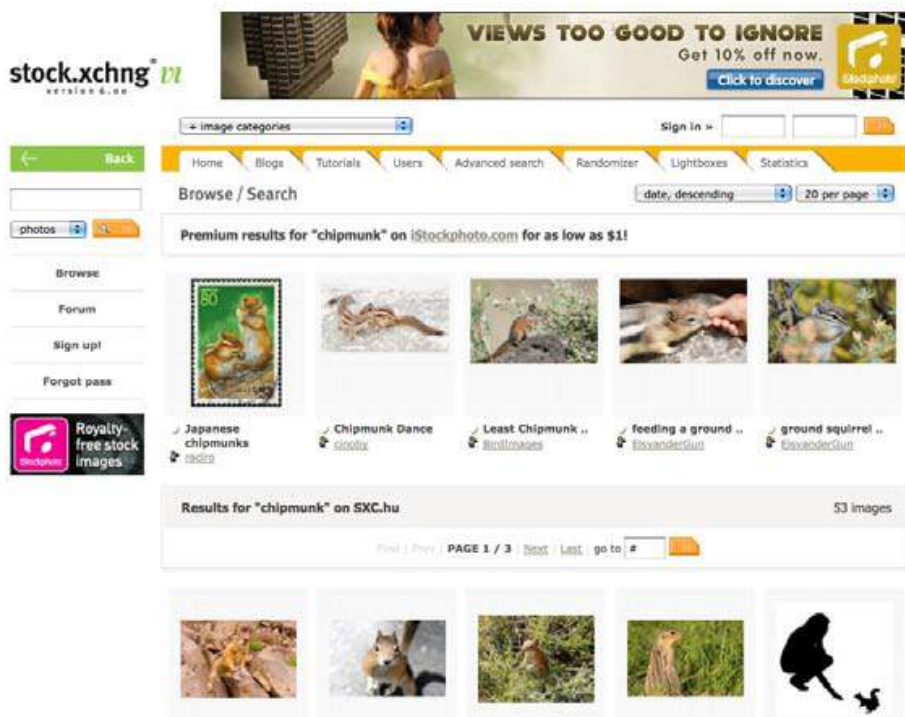 VIEWS TOO GOOD TO IGNORE
Get 10% off now.
Click to discover
iStockphoto
stock.xchng VI
version 6.00
+ image categories
Sign in »
Back
Home Blogs Tutorials Users Advanced search Randomizer Lightboxes Statistics
Browse / Search
date, descending
20 per page
photos
Premium results for "chipmunk" on iStockphoto.com for as low as $1!
Browse
Forum
Sign up!
Forgot pass
80
Royalty-
free stock
images
iStockphoto
Japanese
chipmunks
Chipmunk Dance
Least Chipmunk ..
BirdImages
feeding a ground ..
ElsvanderGun
ground squirrel ..
ElsvanderGun
Results for "chipmunk" on SXC.hu
53 images
First | Prev | PAGE 1 / 3 | Next | Last | go to #